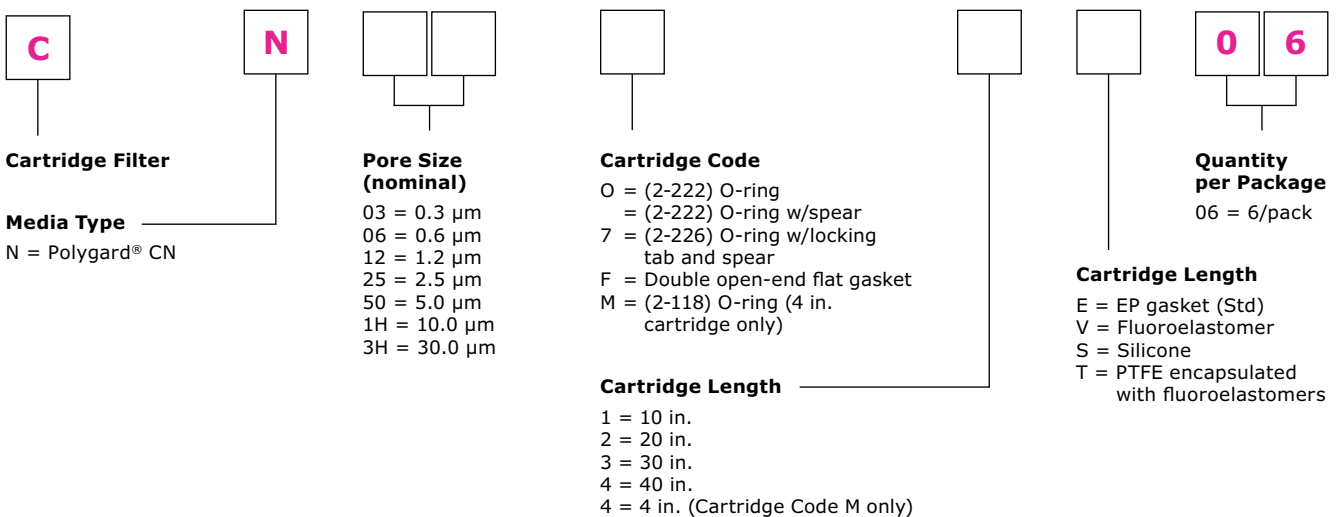 C N 0 6
Cartridge Filter
Media Type
N = Polygard® CN
Pore Size
(nominal)
03 = 0.3 µm
06 = 0.6 µm
12 = 1.2 µm
25 = 2.5 µm
50 = 5.0 µm
1H = 10.0 µm
3H = 30.0 µm
Cartridge Code
O = (2-222) O-ring
= (2-222) O-ring w/spear
7 = (2-226) O-ring w/locking
tab and spear
F = Double open-end flat gasket
M = (2-118) O-ring (4 in.
cartridge only)
Cartridge Length
1 = 10 in.
2 = 20 in.
3 = 30 in.
4 = 40 in.
4 = 4 in. (Cartridge Code M only)
Cartridge Length
E = EP gasket (Std)
V = Fluoroelastomer
S = Silicone
T = PTFE encapsulated
with fluoroelastomers
Quantity
per Package
06 = 6/pack